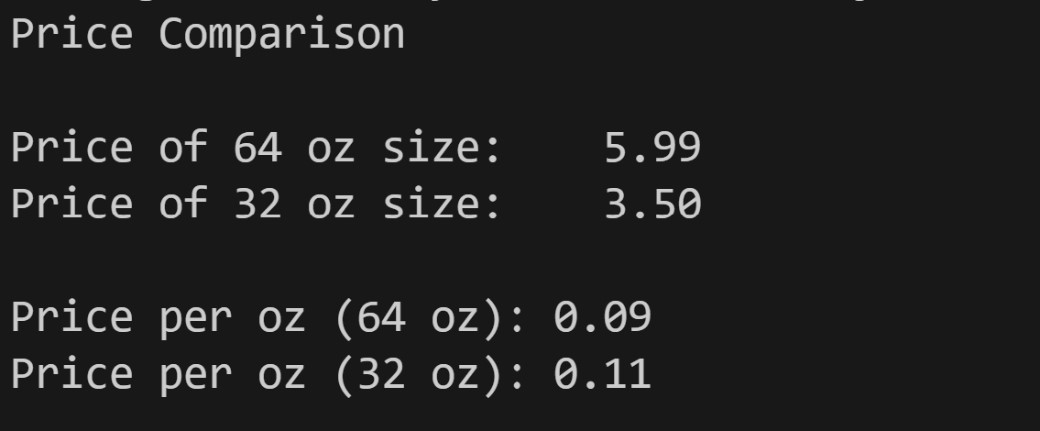 Price Comparison
Price of 64 oz size:    5.99
Price of 32 oz size:    3.50
Price per oz (64 oz): 0.09
Price per oz (32 oz): 0.11